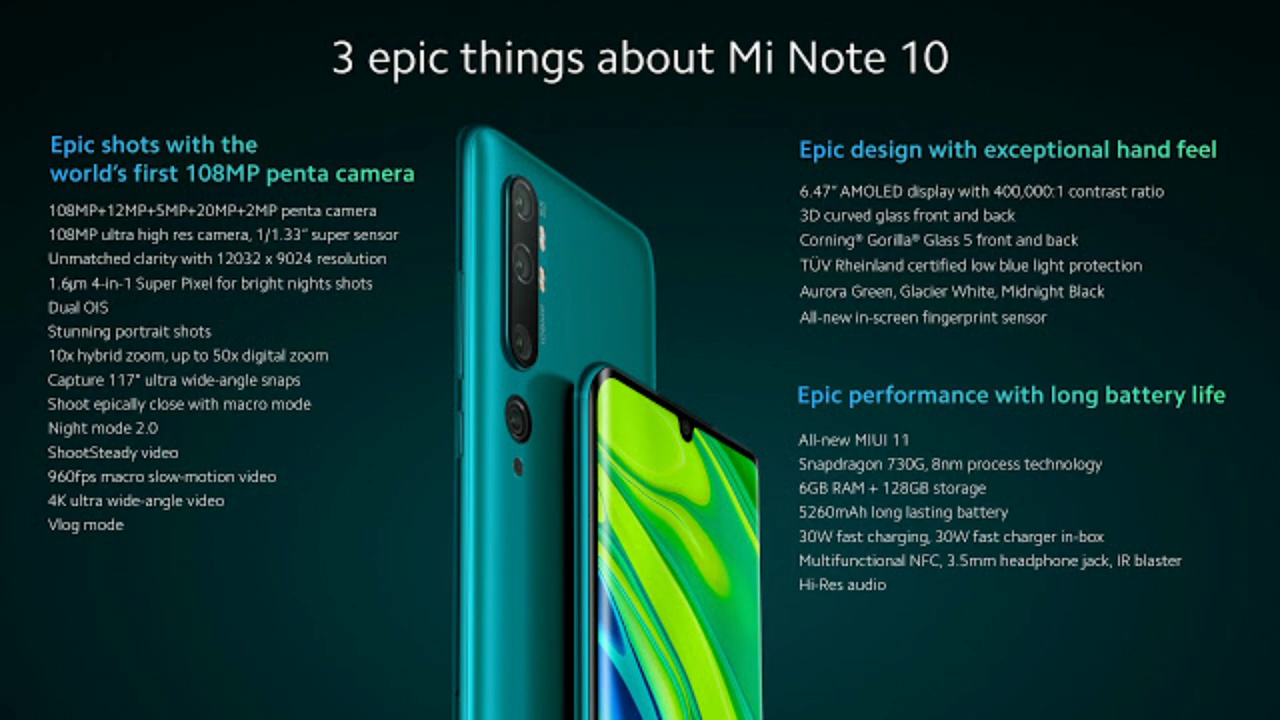 3 epic things about Mi Note 10
Epic shots with the
world's first 108MP penta camera
108MP+12MP+5MP+20MP+2MP penta camera
108MP ultra high res camera, 1/1.33" super sensor
Unmatched clarity with 12032 x 9024 resolution
1.6μm 4-in-1 Super Pixel for bright nights shots
Dual OIS
Stunning portrait shots
10x hybrid zoom, up to 50x digital zoom
Capture 117° ultra wide-angle snaps
Shoot epically close with macro mode
Night mode 2.0
ShootSteady video
960fps macro slow-motion video
4K ultra wide-angle video
Vlog mode
Epic design with exceptional hand feel
6.47" AMOLED display with 400,000:1 contrast ratio
3D curved glass front and back
Corning® Gorilla® Glass 5 front and back
TÜV Rheinland certified low blue light protection
Aurora Green, Glacier White, Midnight Black
All-new in-screen fingerprint sensor
Epic performance with long battery life
All-new MIUI 11
Snapdragon 730G, 8nm process technology
6GB RAM + 128GB storage
5260mAh long lasting battery
30W fast charging, 30W fast charger in-box
Multifunctional NFC, 3.5mm headphone jack, IR blaster
Hi-Res audio